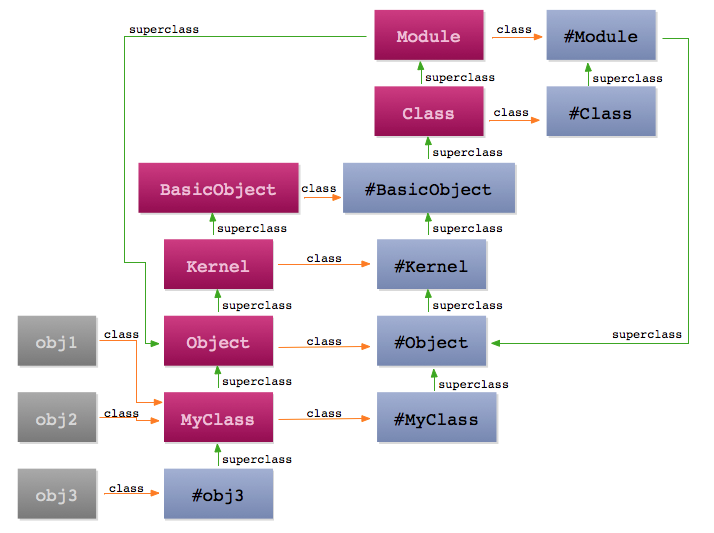 superclass
Module
class
#Module
superclass
superclass
Class
class
#Class
superclass
BasicObject
class
#BasicObject
superclass
superclass
Kernel
class
#Kernel
superclass
superclass
obj1
class
Object
class
#Object
superclass
superclass
superclass
obj2
class
MyClass
class
#MyClass
superclass
obj3
class
#obj3